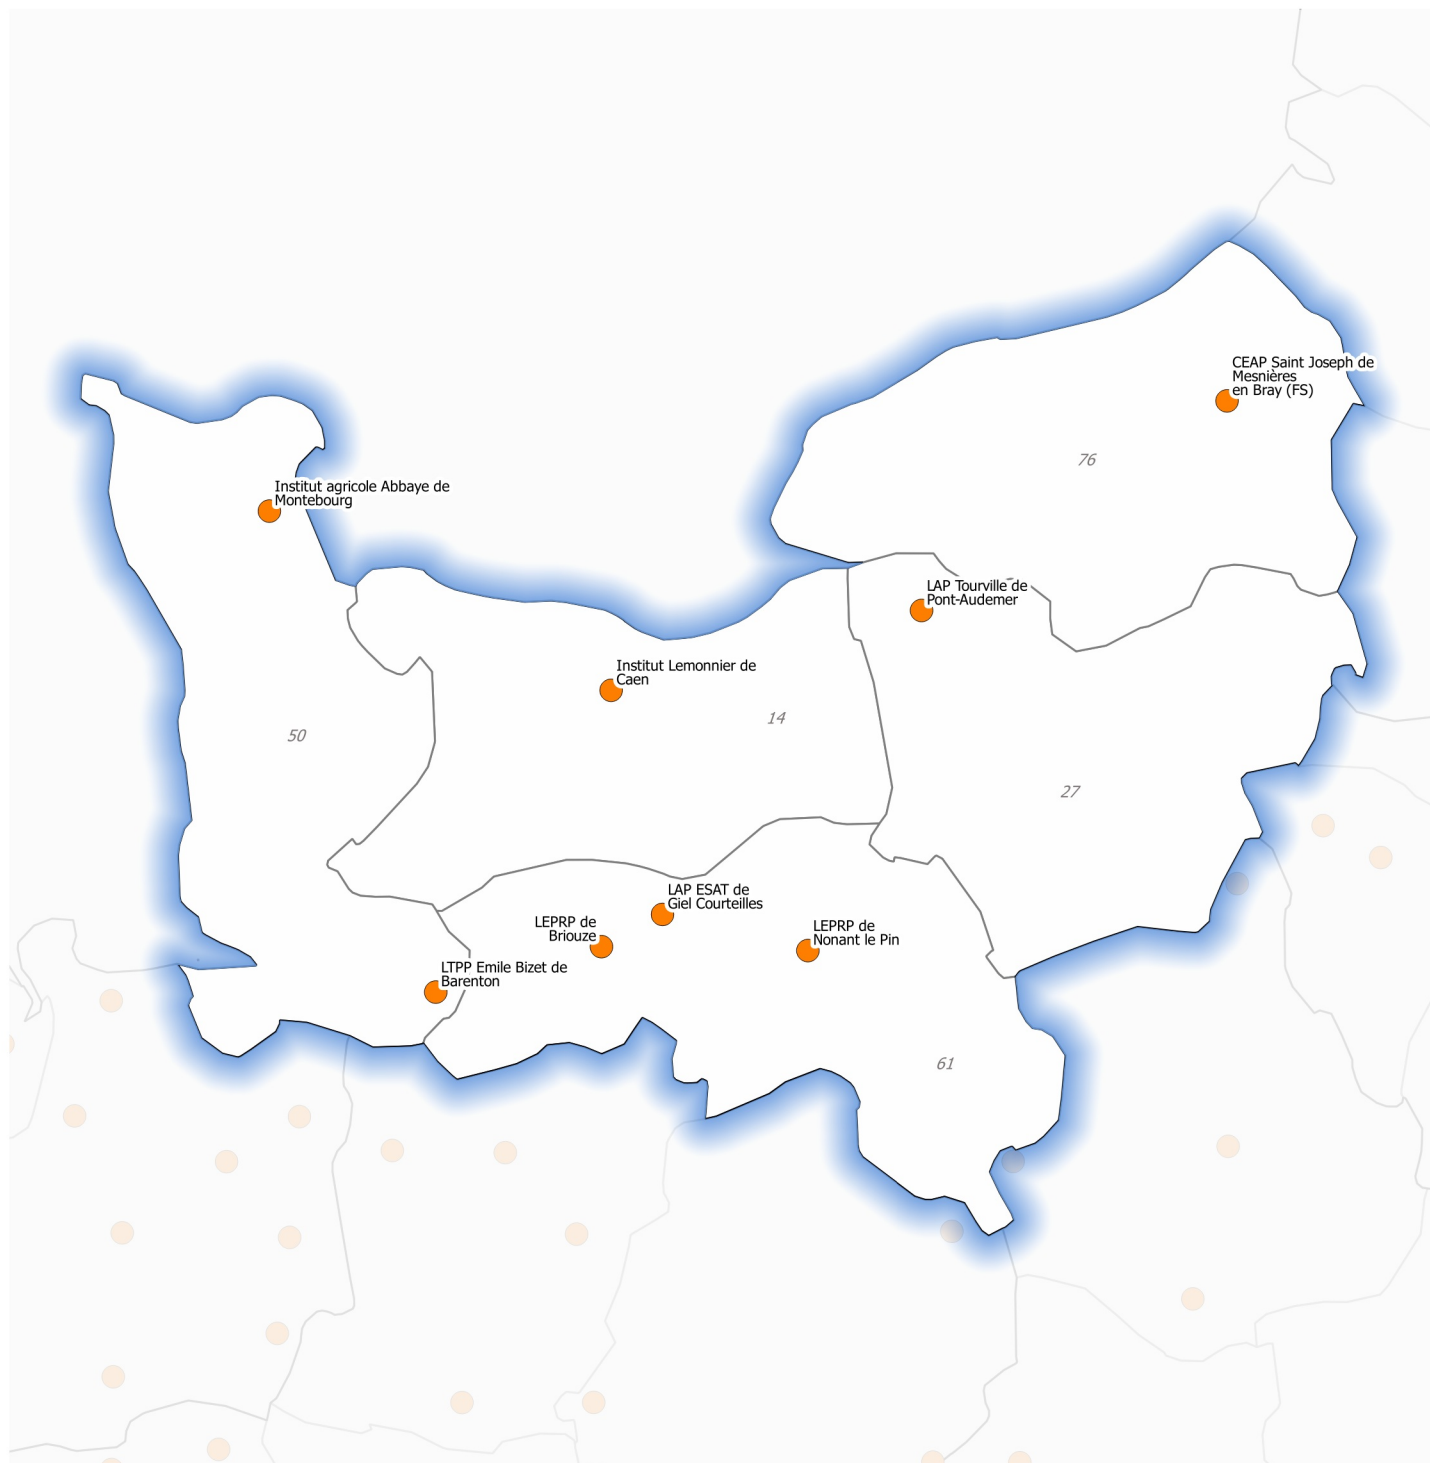 CEAP Saint Joseph de
Mesnières
en Bray (FS)
76
Institut agricole Abbaye de
Montebourg
LAP Tourville de
Pont-Audemer
Institut Lemonnier de
Caen
14
50
27
LAP ESAT de
Giel Courteilles
LEPRP de
Briouze
LEPRP de
Nonant le Pin
LTPP Emile Bizet de
Barenton
61